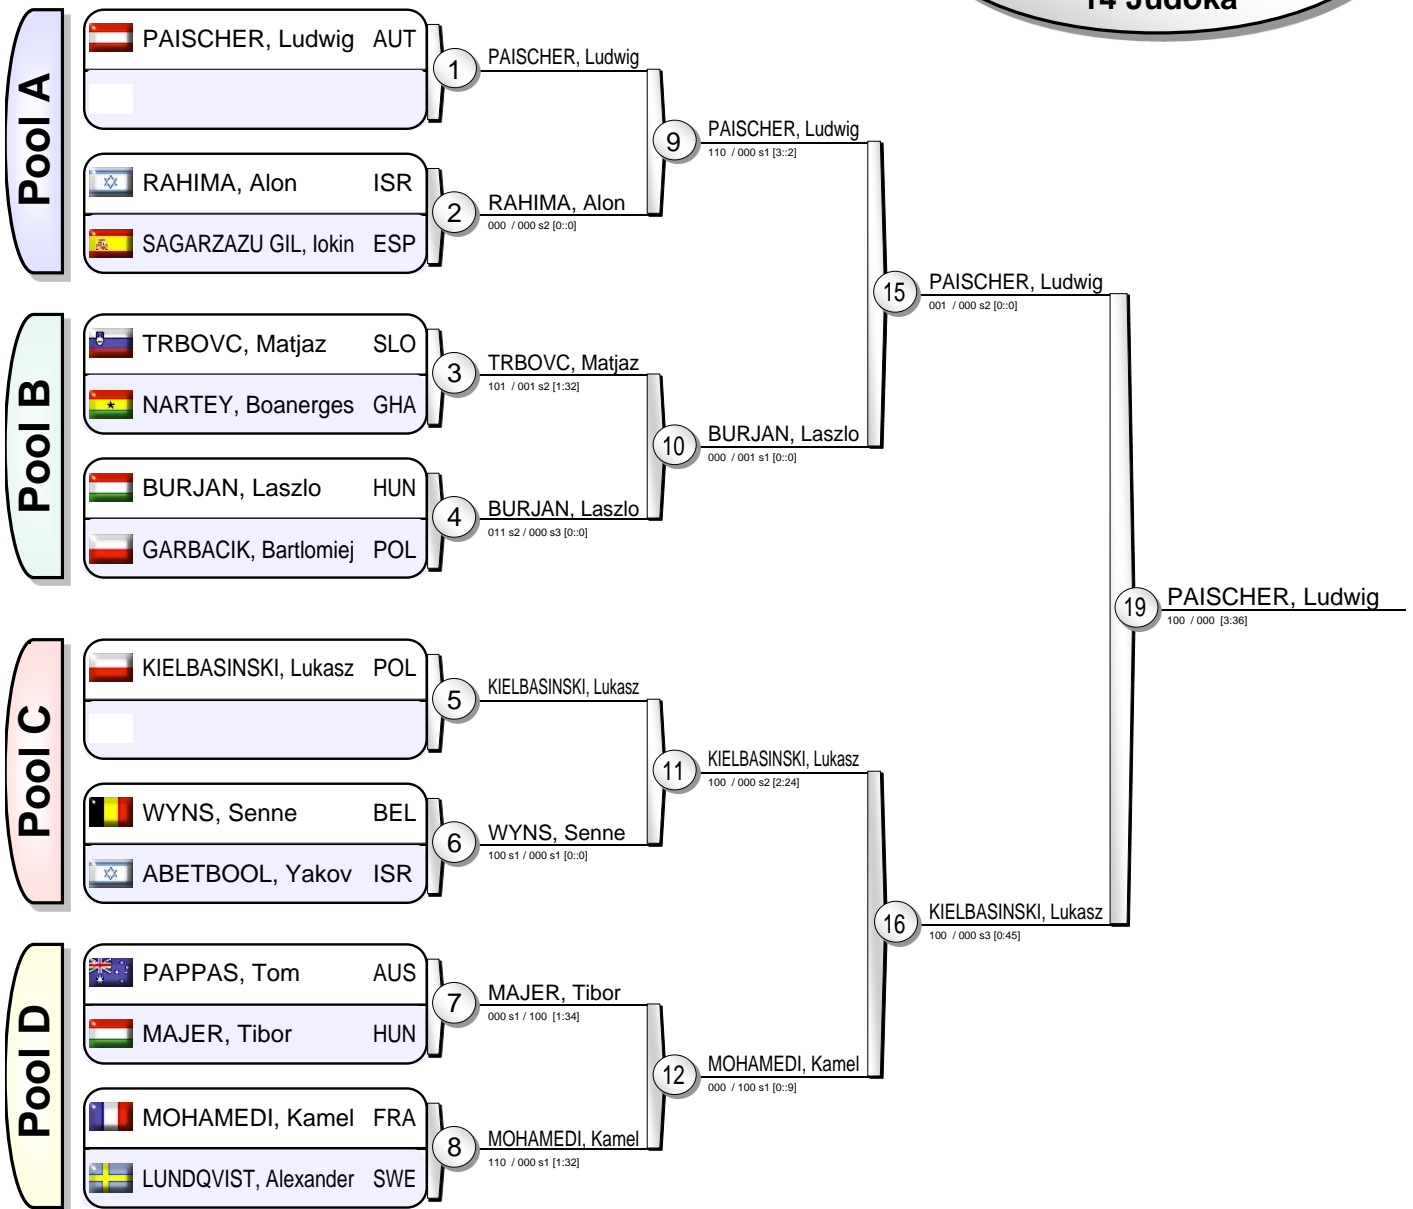 14 Judoka
Pool A
PAISCHER, Ludwig AUT
RAHIMA, Alon ISR
SAGARZAZU GIL, Iokin ESP
Pool B
TRBOVC, Matjaz SLO
NARTEY, Boanerges GHA
BURJAN, Laszlo HUN
GARBACIK, Bartlomiej POL
Pool C
KIELBASINSKI, Lukasz POL
WYNS, Senne BEL
ABETBOOL, Yakov ISR
Pool D
PAPPAS, Tom AUS
MAJER, Tibor HUN
MOHAMEDI, Kamel FRA
LUNDQVIST, Alexander SWE
1
PAISCHER, Ludwig
2
RAHIMA, Alon
000 / 000 s2 [0::0]
3
TRBOVC, Matjaz
101 / 001 s2 [1:32]
4
BURJAN, Laszlo
011 s2 / 000 s3 [0::0]
5
KIELBASINSKI, Lukasz
6
WYNS, Senne
100 s1 / 000 s1 [0::0]
7
MAJER, Tibor
000 s1 / 100 [1:34]
8
MOHAMEDI, Kamel
110 / 000 s1 [1:32]
9
PAISCHER, Ludwig
110 / 000 s1 [3::2]
10
BURJAN, Laszlo
000 / 001 s1 [0::0]
11
KIELBASINSKI, Lukasz
100 / 000 s2 [2:24]
12
MOHAMEDI, Kamel
000 / 100 s1 [0::9]
15
PAISCHER, Ludwig
001 / 000 s2 [0::0]
16
KIELBASINSKI, Lukasz
100 / 000 s3 [0:45]
19
PAISCHER, Ludwig
100 / 000 [3:36]